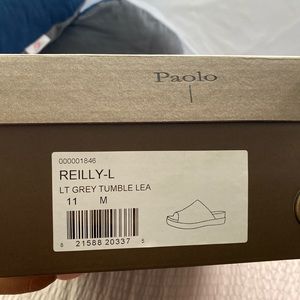 Paolo
000001846
REILLY-L
LT GREY TUMBLE LEA
11 M
8 21588 20337 5